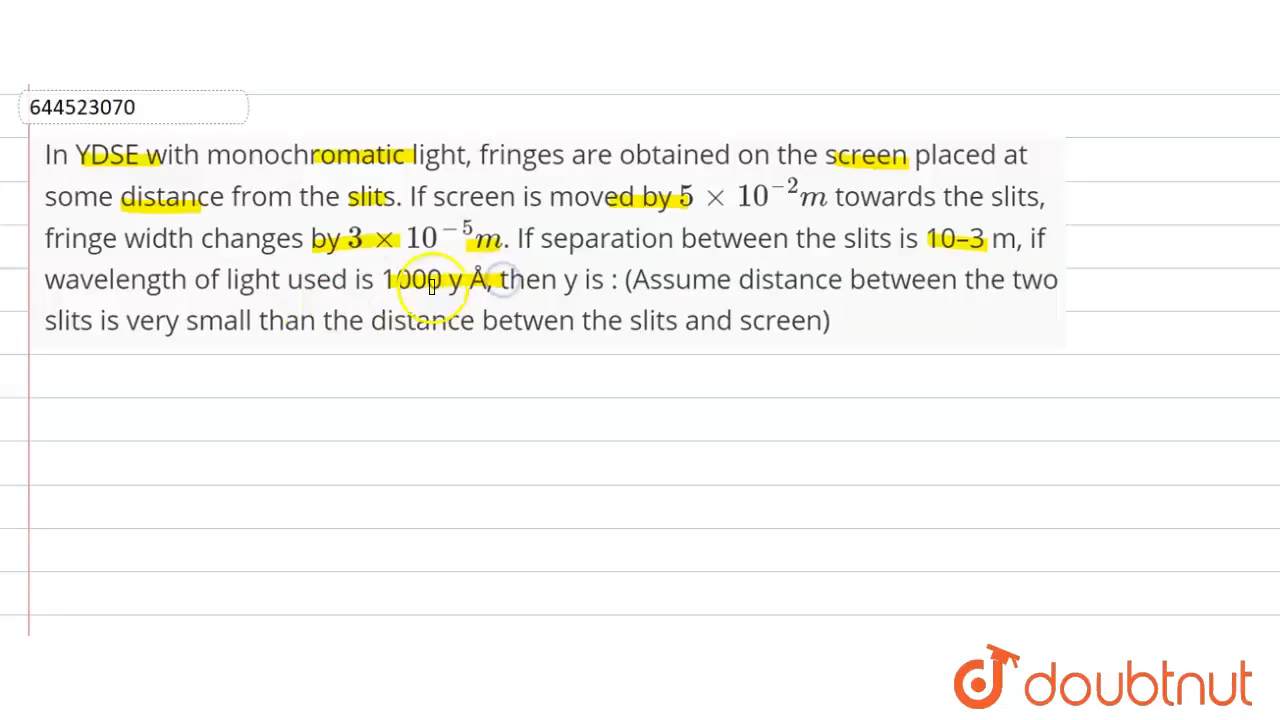 644523070
In YDSE with monochromatic light, fringes are obtained on the screen placed at
some distance from the slits. If screen is moved by 5 × 10⁻² m towards the slits,
fringe width changes by 3 × 10⁻⁵ m. If separation between the slits is 10–3 m, if
wavelength of light used is 1000 y Å, then y is : (Assume distance between the two
slits is very small than the distance betwen the slits and screen)
doubtnut